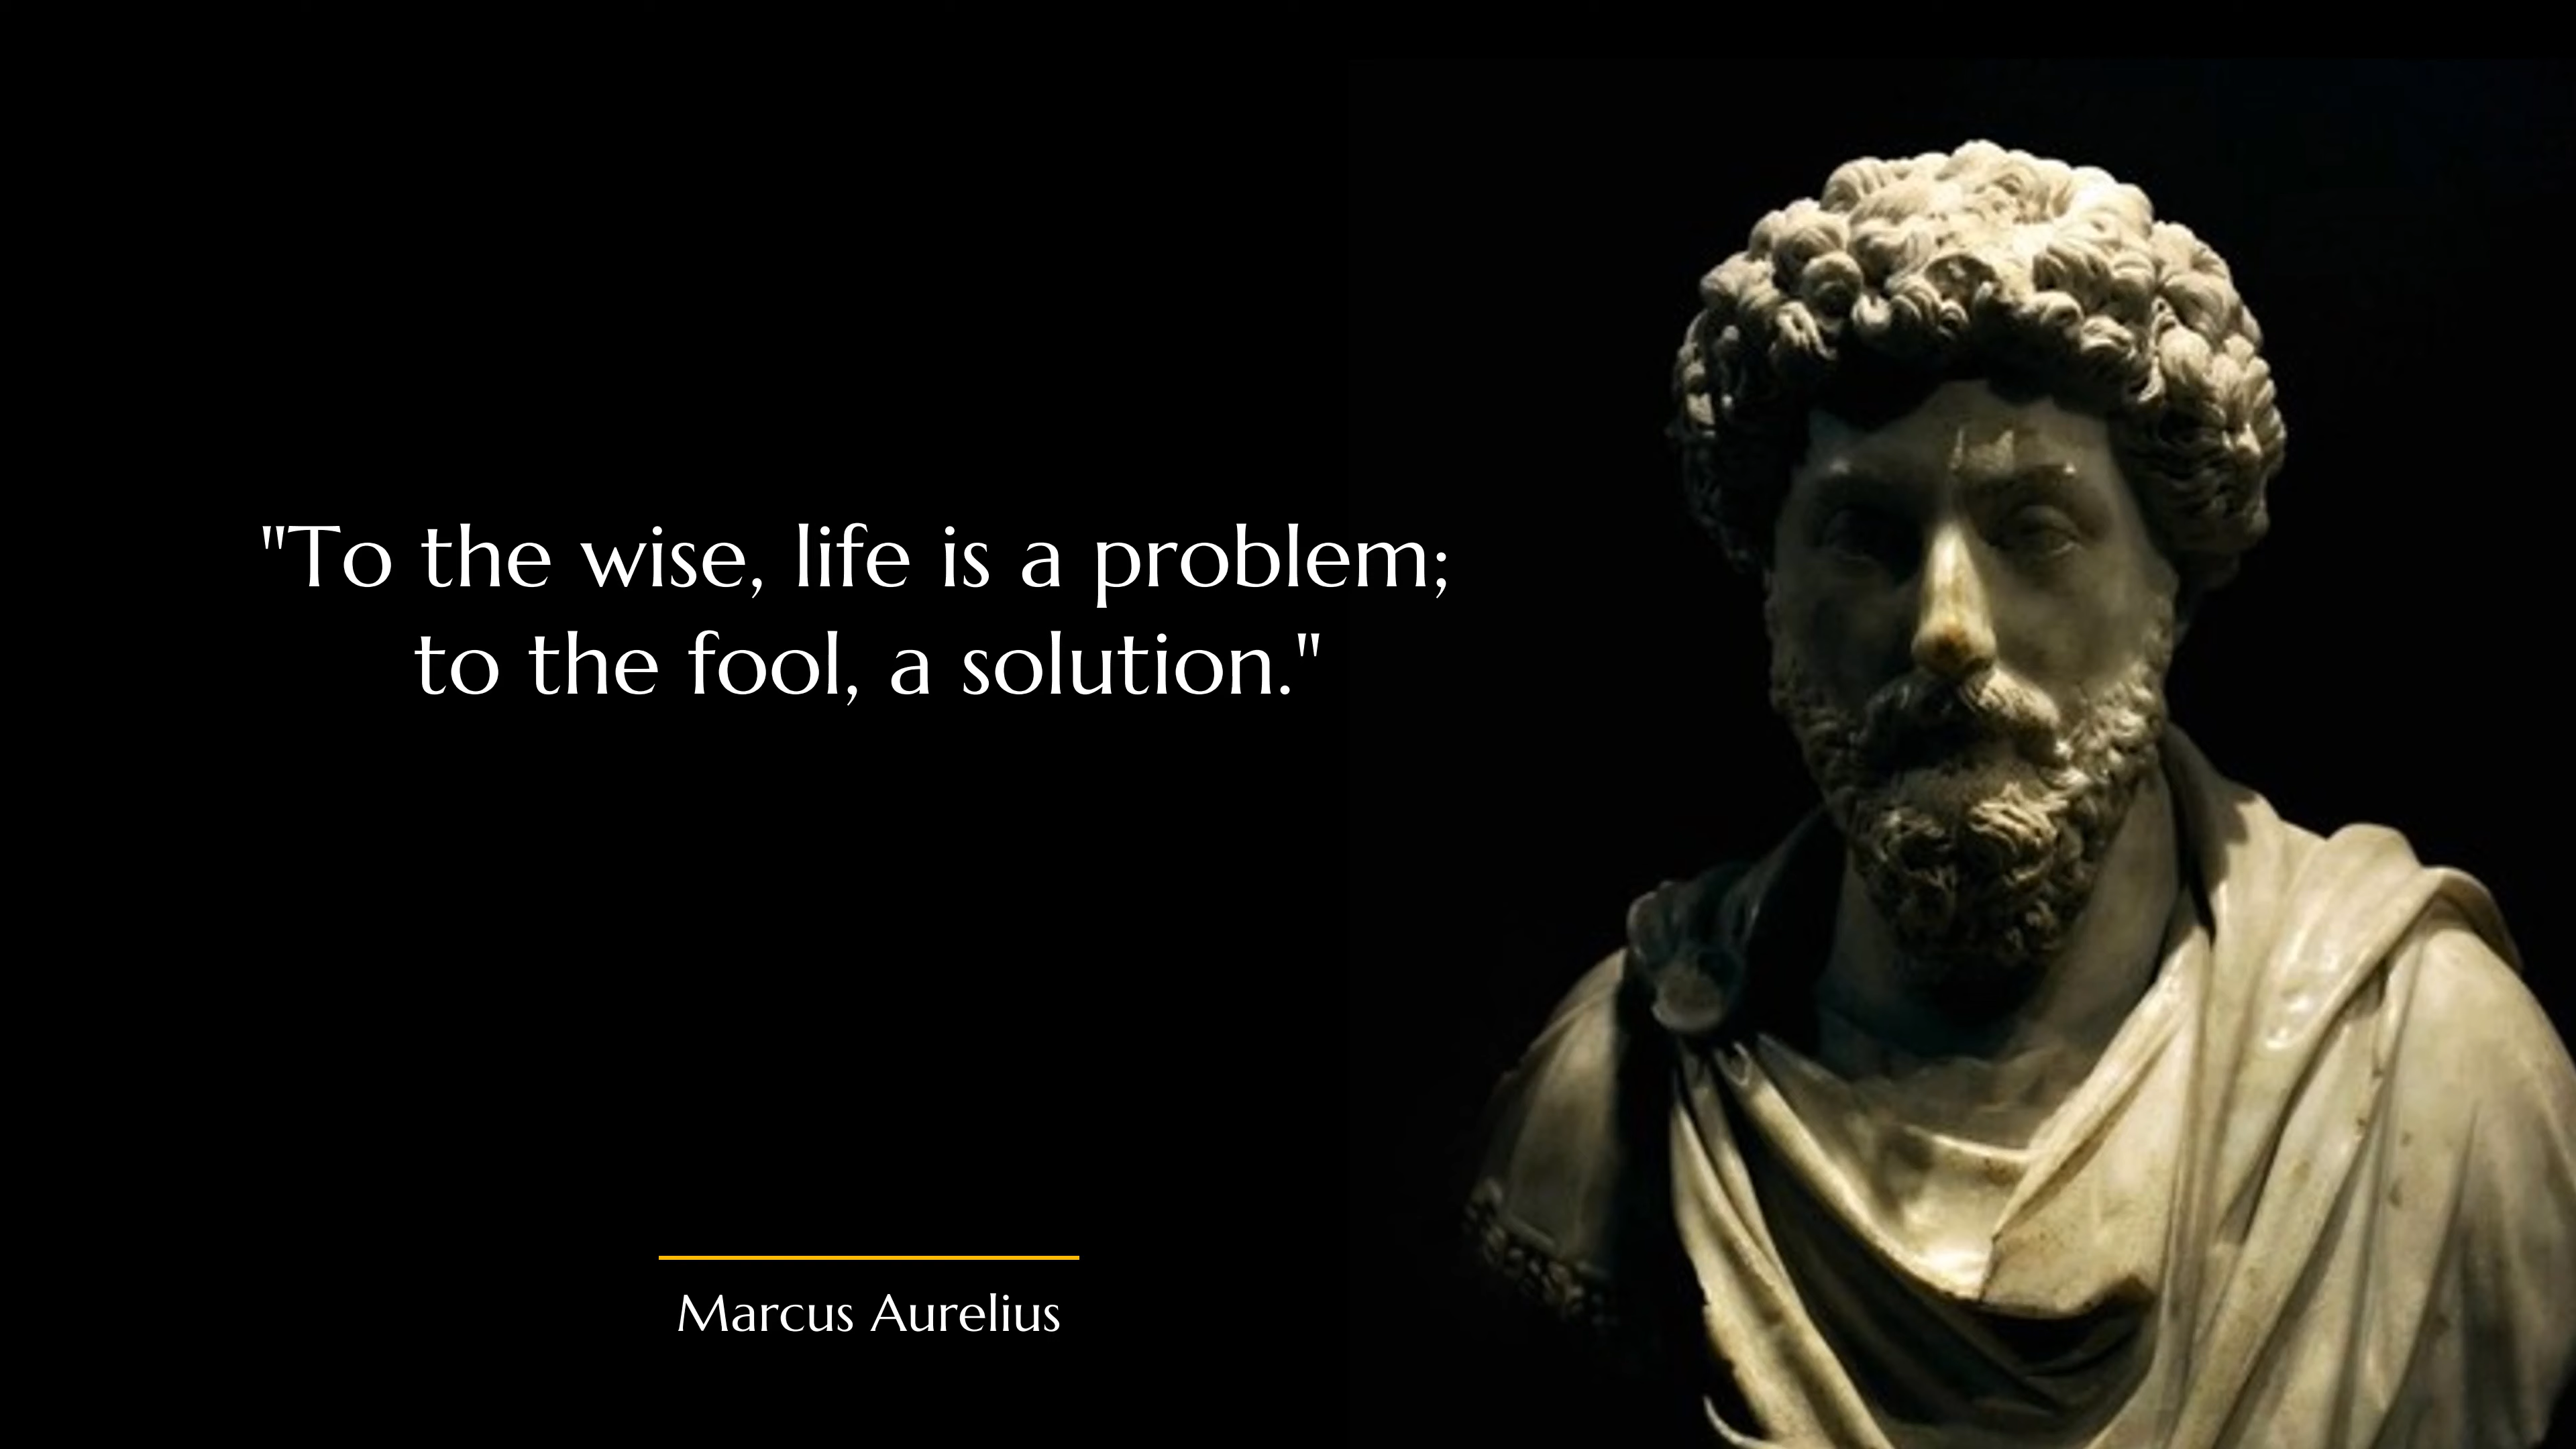 "To the wise, life is a problem;
to the fool, a solution."
Marcus Aurelius